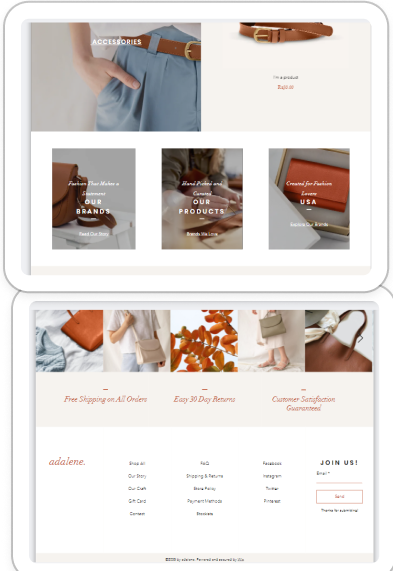 ACCESSORIES
I'm a product
Fashion That Makes a
Statement
OUR
BRANDS
Read Our Story
Hand Picked and
Curated
OUR
PRODUCTS
Brands We Love
Created for Fashion
Lovers
USA
Explore Our Brands
Free Shipping on All Orders
Easy 30 Day Returns
Customer Satisfaction
Guaranteed
adalene.
Shop All
Our Story
Our Craft
Gift Card
Contact
FAQ
Shipping & Returns
Store Policy
Payment Methods
Stockists
Facebook
Instagram
Twitter
Pinterest
JOIN US!
Email *
Send
Thanks for submitting!
by adalene. Powered and secured by Wix